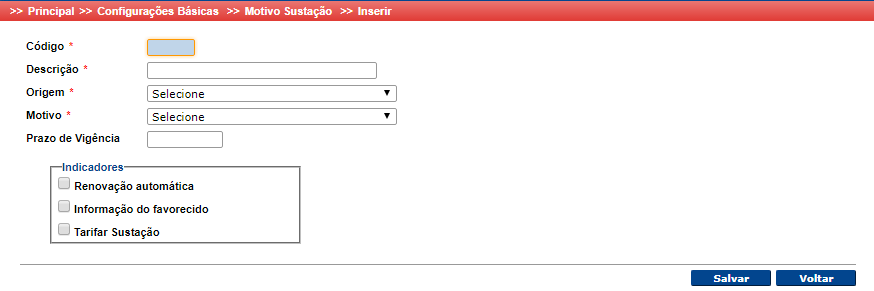 >> Principal >> Configurações Básicas >> Motivo Sustação >> Inserir
Código *
Descrição *
Origem * Selecione
Motivo * Selecione
Prazo de Vigência
Indicadores
Renovação automática
Informação do favorecido
Tarifar Sustação
Salvar Voltar